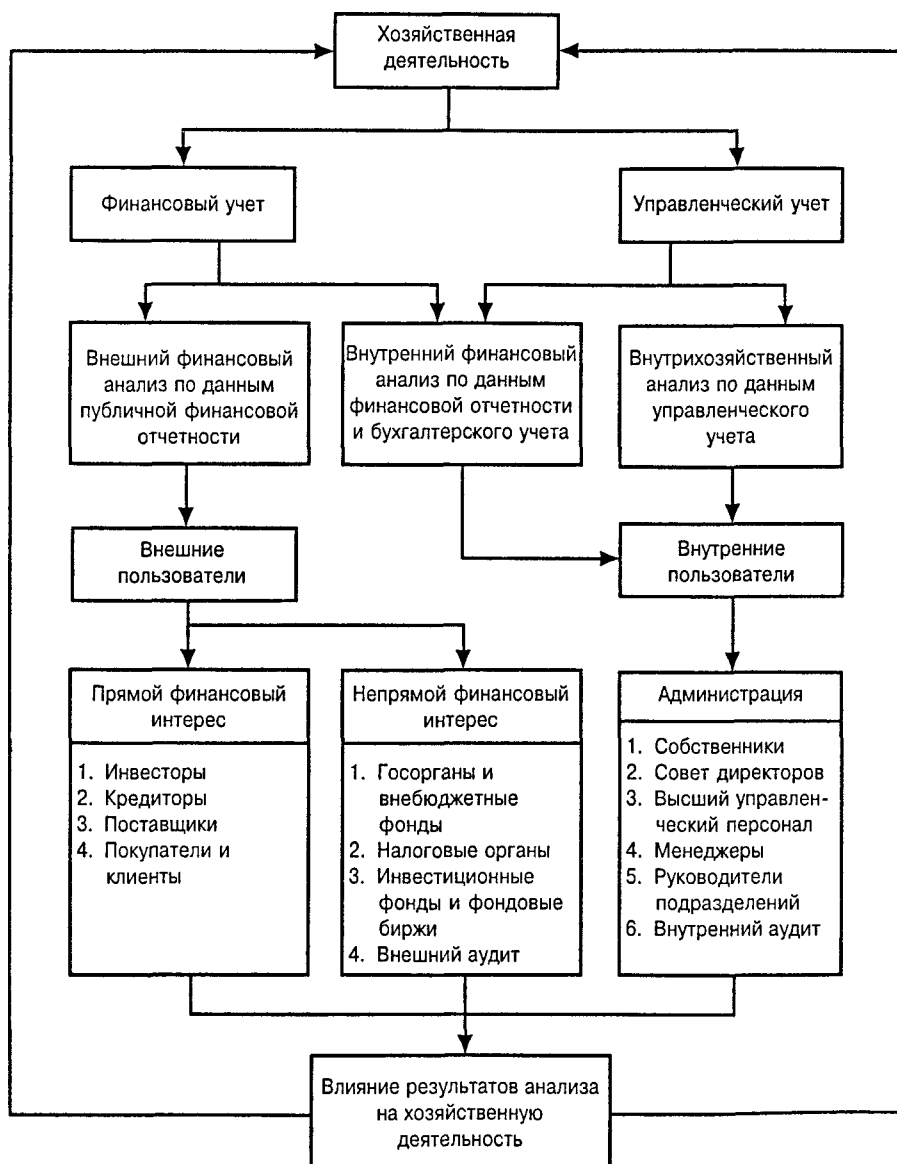 Хозяйственная
деятельность
Финансовый учет
Управленческий учет
Внешний финансовый
анализ по данным
публичной финансовой
отчетности
Внутренний финансовый
анализ по данным
финансовой отчетности
и бухгалтерского учета
Внутрихозяйственный
анализ по данным
управленческого
учета
Внешние
пользователи
Внутренние
пользователи
Прямой финансовый
интерес
1. Инвесторы
2. Кредиторы
3. Поставщики
4. Покупатели и
клиенты
Непрямой финансовый
интерес
1. Госорганы и
внебюджетные
фонды
2. Налоговые органы
3. Инвестиционные
фонды и фондовые
биржи
4. Внешний аудит
Администрация
1. Собственники
2. Совет директоров
3. Высший управлен-
ческий персонал
4. Менеджеры
5. Руководители
подразделений
6. Внутренний аудит
Влияние результатов анализа
на хозяйственную
деятельность